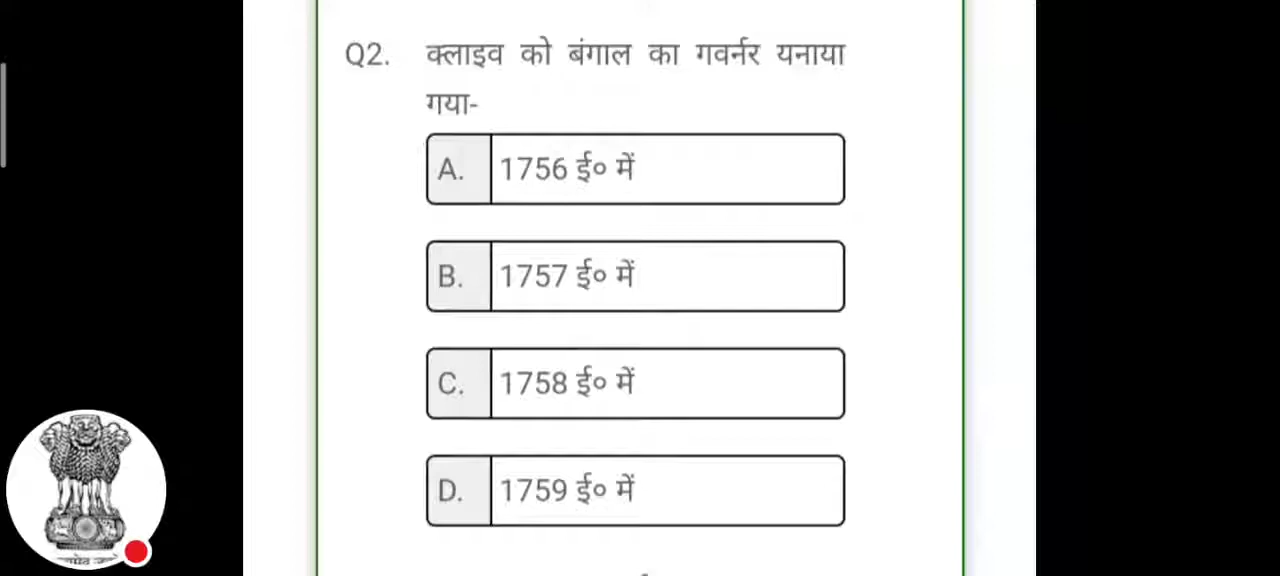 Q2. क्लाइव को बंगाल का गवर्नर यनाया
गया-
A. 1756 ई० में
B. 1757 ई० में
C. 1758 ई० में
D. 1759 ई० में